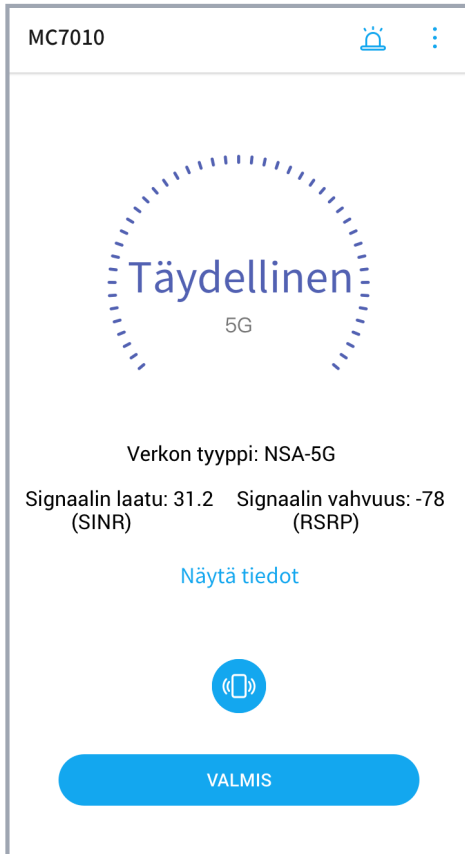 MC7010
Täydellinen
5G
Verkon tyyppi: NSA-5G
Signaalin laatu: 31.2 Signaalin vahvuus: -78
(SINR) (RSRP)
Näytä tiedot
VALMIS